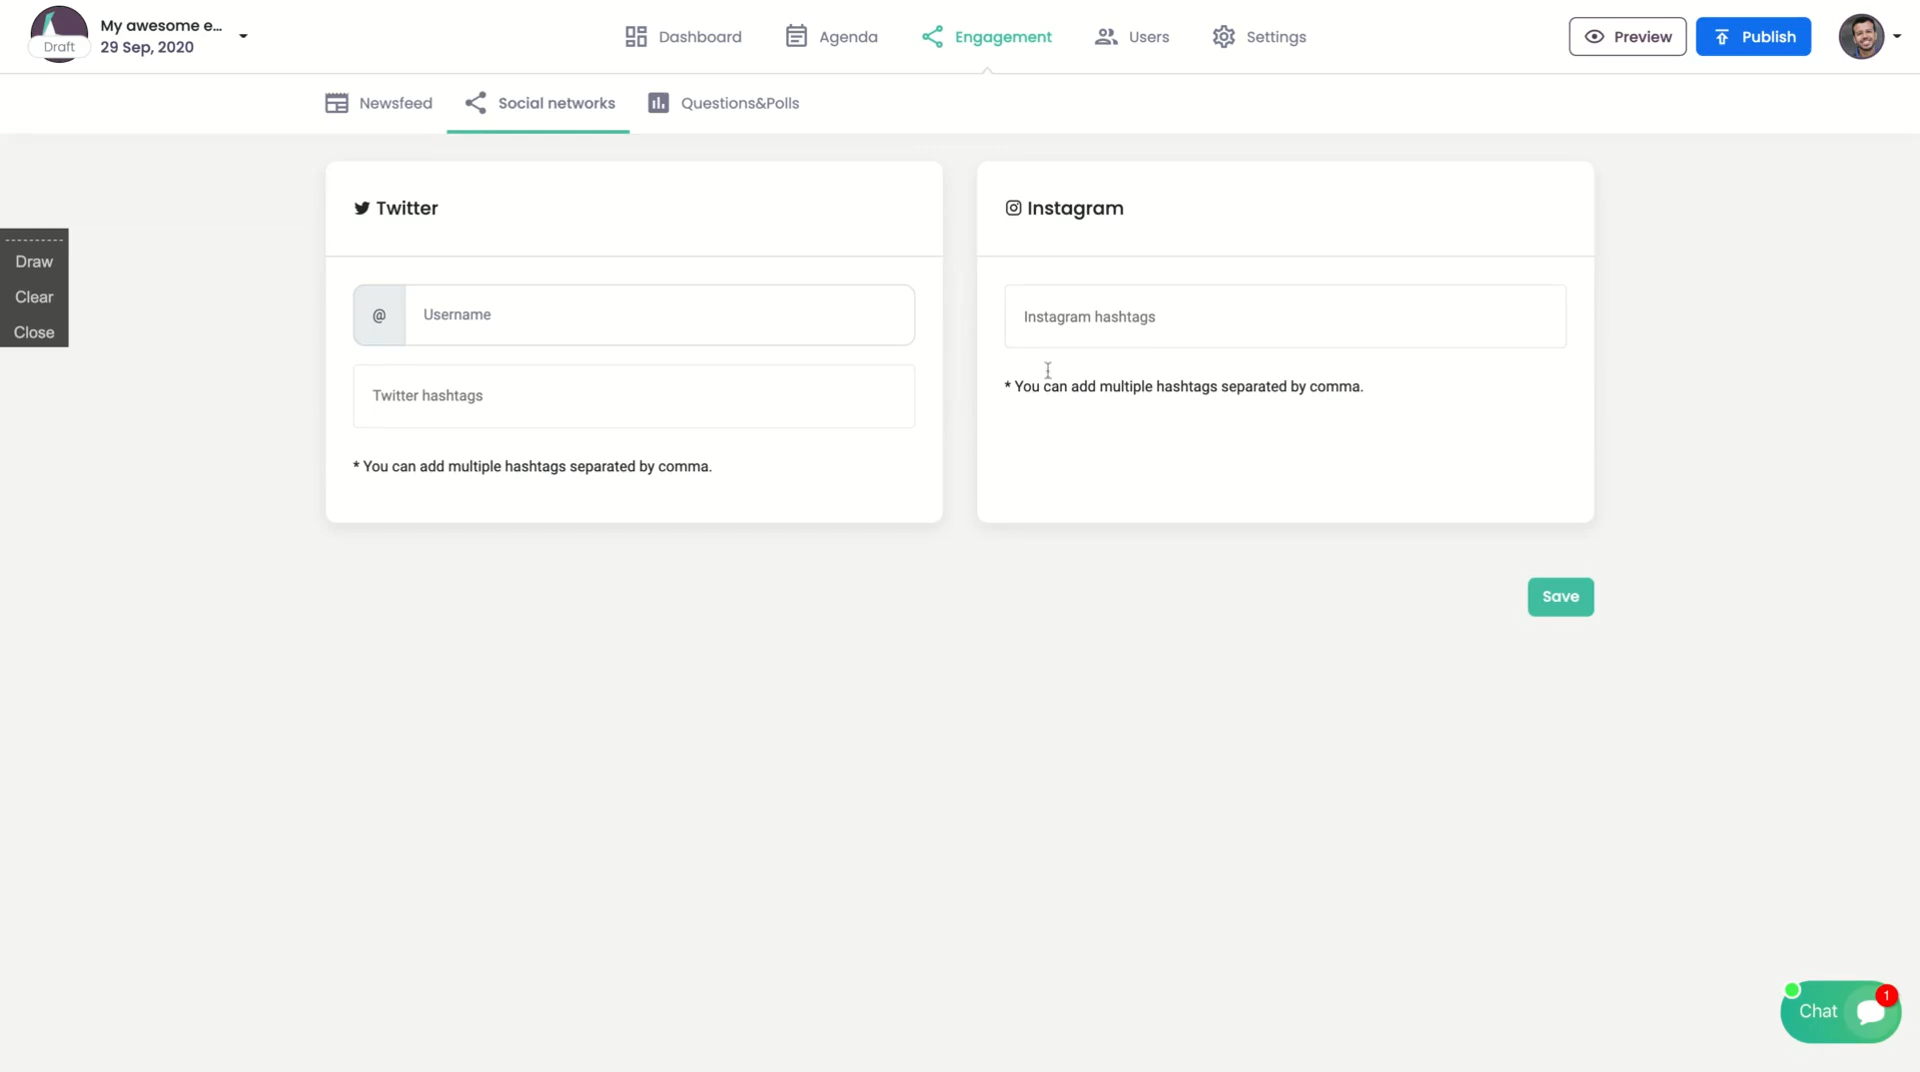 My awesome e...
29 Sep, 2020
Draft
Dashboard
Agenda
Engagement
Users
Settings
Preview
Publish
Newsfeed
Social networks
Questions&Polls
Draw
Clear
Close
Twitter
@ Username
Twitter hashtags
* You can add multiple hashtags separated by comma.
Instagram
Instagram hashtags
* You can add multiple hashtags separated by comma.
Save
Chat
1